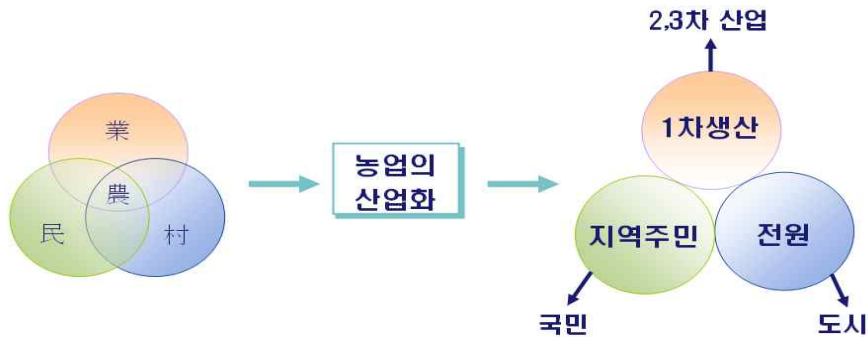 業
農
民
村
농업의
산업화
2,3차 산업
1차생산
지역주민
전원
국민
도시